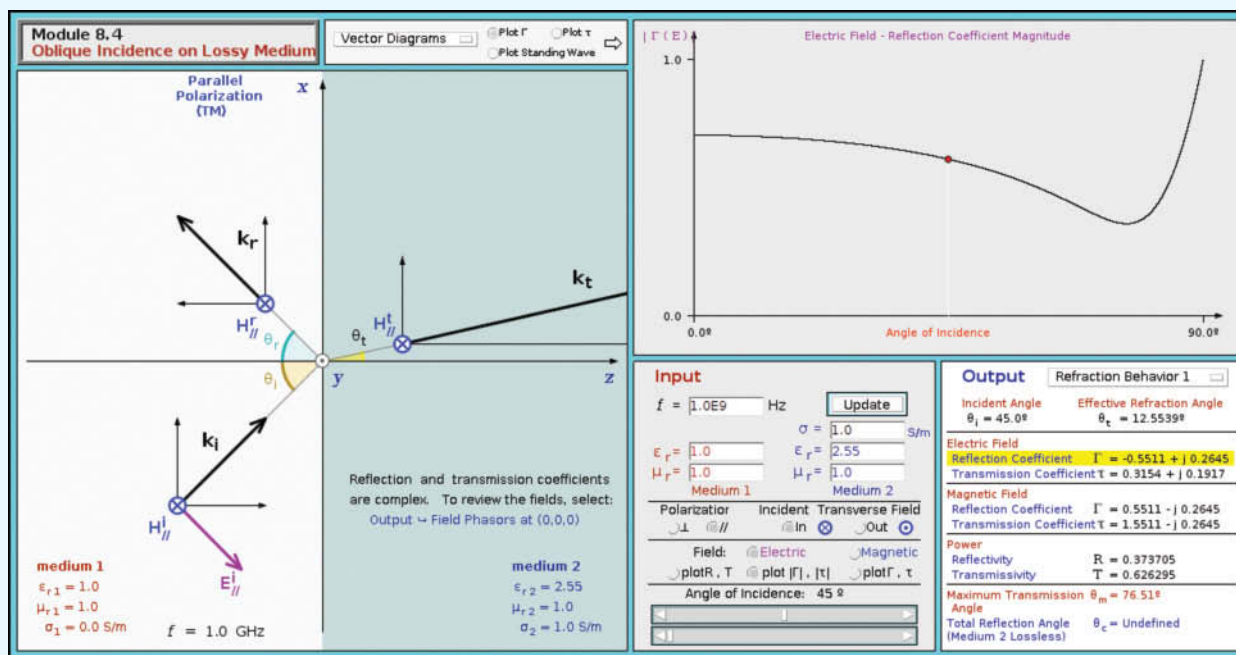 Module 8.4
Oblique Incidence on Lossy Medium
Vector Diagrams
Plot Γ Plot τ
Plot Standing Wave
Parallel
Polarization
(TM)
x
k_r
H_//^r
θ_r
θ_i
k_i
H_//^i
E_//^i
H_//^t
θ_t
k_t
y
z
Reflection and transmission coefficients
are complex. To review the fields, select:
Output ↪ Field Phasors at (0,0,0)
medium 1
ε_r1 = 1.0
μ_r1 = 1.0
σ_1 = 0.0 S/m
f = 1.0 GHz
medium 2
ε_r2 = 2.55
μ_r2 = 1.0
σ_2 = 1.0 S/m
|Γ(E)
Electric Field - Reflection Coefficient Magnitude
1.0
0.0
0.0º
Angle of Incidence
90.0º
Input
f = 1.0E9 Hz
Update
σ = 1.0 S/m
ε_r= 1.0 ε_r= 2.55
μ_r= 1.0 μ_r= 1.0
Medium 1 Medium 2
Polarization Incident Transverse Field
⊥ // In ⊗ Out ⊙
Field: Electric Magnetic
plotR , T plot |Γ| , |τ| plotΓ , τ
Angle of Incidence: 45 º
Output
Refraction Behavior 1
Incident Angle Effective Refraction Angle
θ_i = 45.0º θ_t = 12.5539º
Electric Field
Reflection Coefficient Γ = -0.5511 + j 0.2645
Transmission Coefficient τ = 0.3154 + j 0.1917
Magnetic Field
Reflection Coefficient Γ = 0.5511 - j 0.2645
Transmission Coefficient τ = 1.5511 - j 0.2645
Power
Reflectivity R = 0.373705
Transmissivity T = 0.626295
Maximum Transmission θ_m = 76.51º
Angle
Total Reflection Angle θ_c = Undefined
(Medium 2 Lossless)